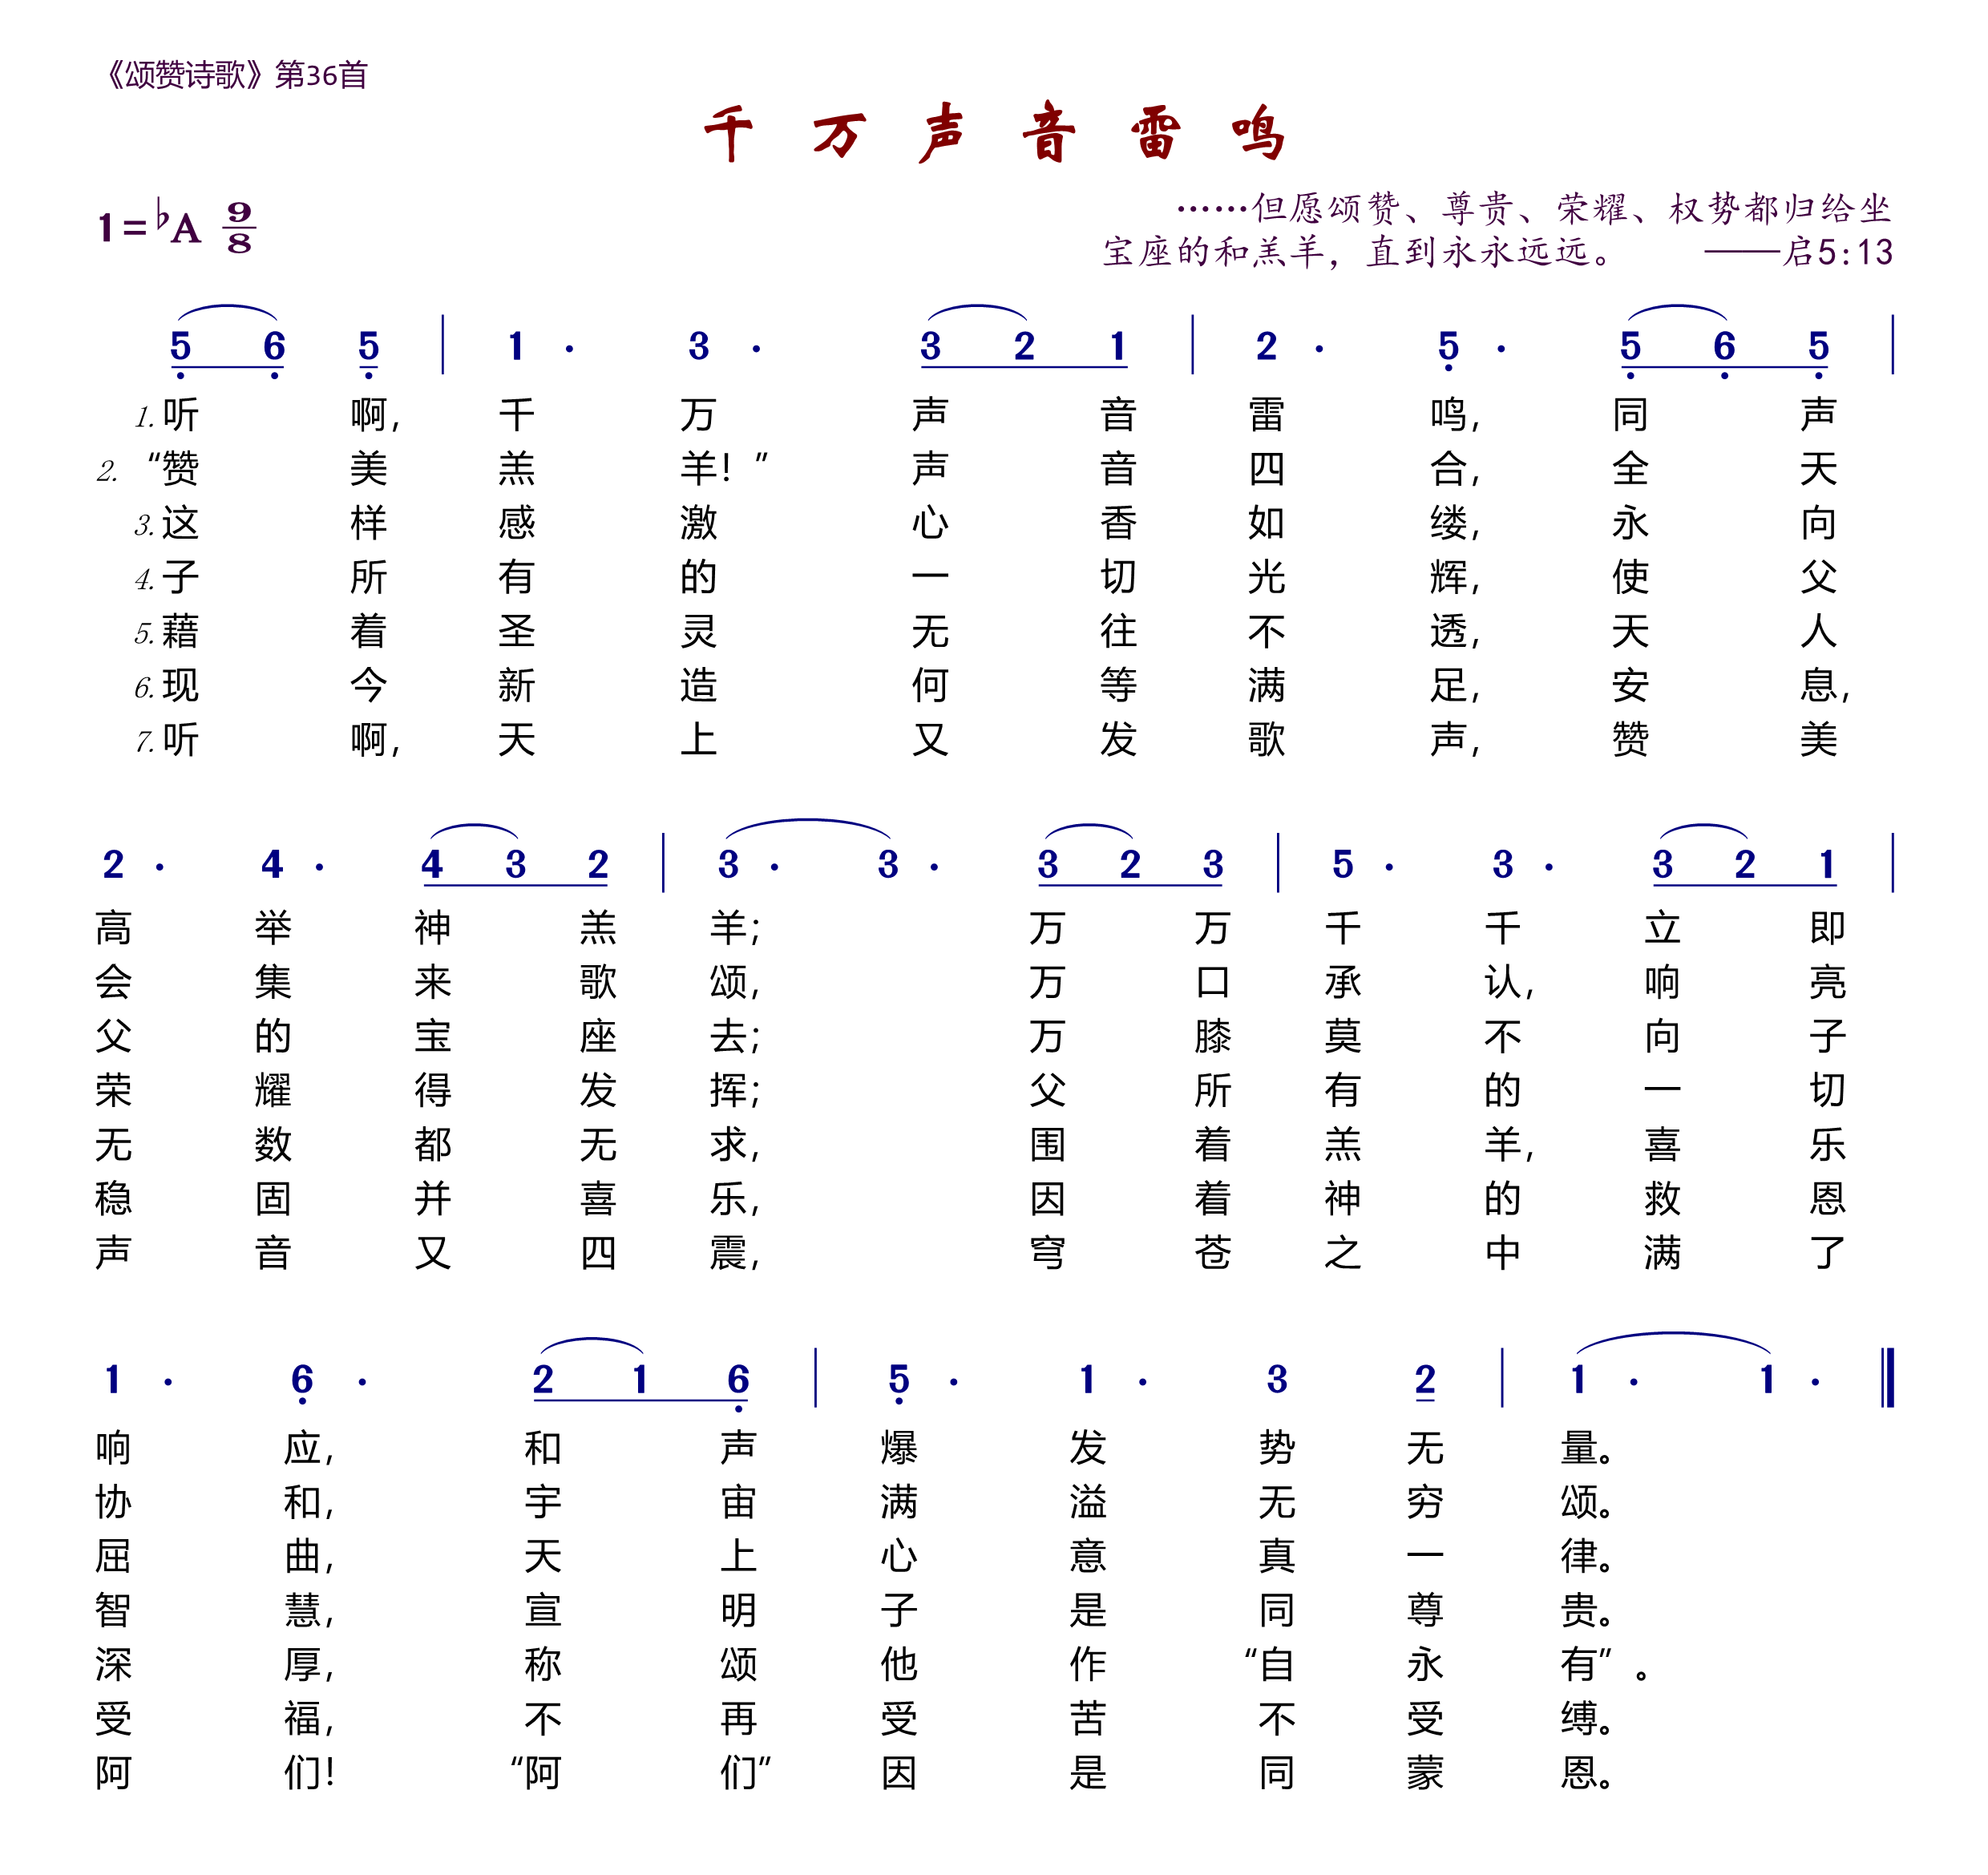 《颂赞诗歌》第36首
千万声音雷鸣
1=♭A 9/8
……但愿颂赞、尊贵、荣耀、权势都归给坐
宝座的和羔羊，直到永永远远。 ——启5:13
5̣ 6̣ 5̣ | 1· 3· 3 2 1 | 2· 5̣· 5̣ 6̣ 5̣ |
1.听啊，千万声音雷鸣，同声
2.“赞美羔羊！”声音四合，全天
3.这样感激心香如缕，永向
4.子所有的一切光辉，使父
5.藉着圣灵无往不透，天人
6.现今新造何等满足，安息，
7.听啊，天上又发歌声，赞美
2· 4· 4 3 2 | 3· 3· 3 2 3 | 5· 3· 3 2 1 |
高举神羔羊；万万千千立即
会集来歌颂，万口承认，响亮
父的宝座去；万膝莫不向子
荣耀得发挥；父所有的一切
无数都无求，围着羔羊，喜乐
稳固并喜乐，因着神的救恩
声音又四震，穹苍之中满了
1· 6̣· 2 1 6̣ | 5̣· 1· 3 2 | 1· 1· ‖
响应，和声爆发势无量。
协和，宇宙满溢无穷颂。
屈曲，天上心意真一律。
智慧，宣明子是同尊贵。
深厚，称颂他作“自永有”。
受福，不再受苦不受缚。
阿们！“阿们”因是同蒙恩。